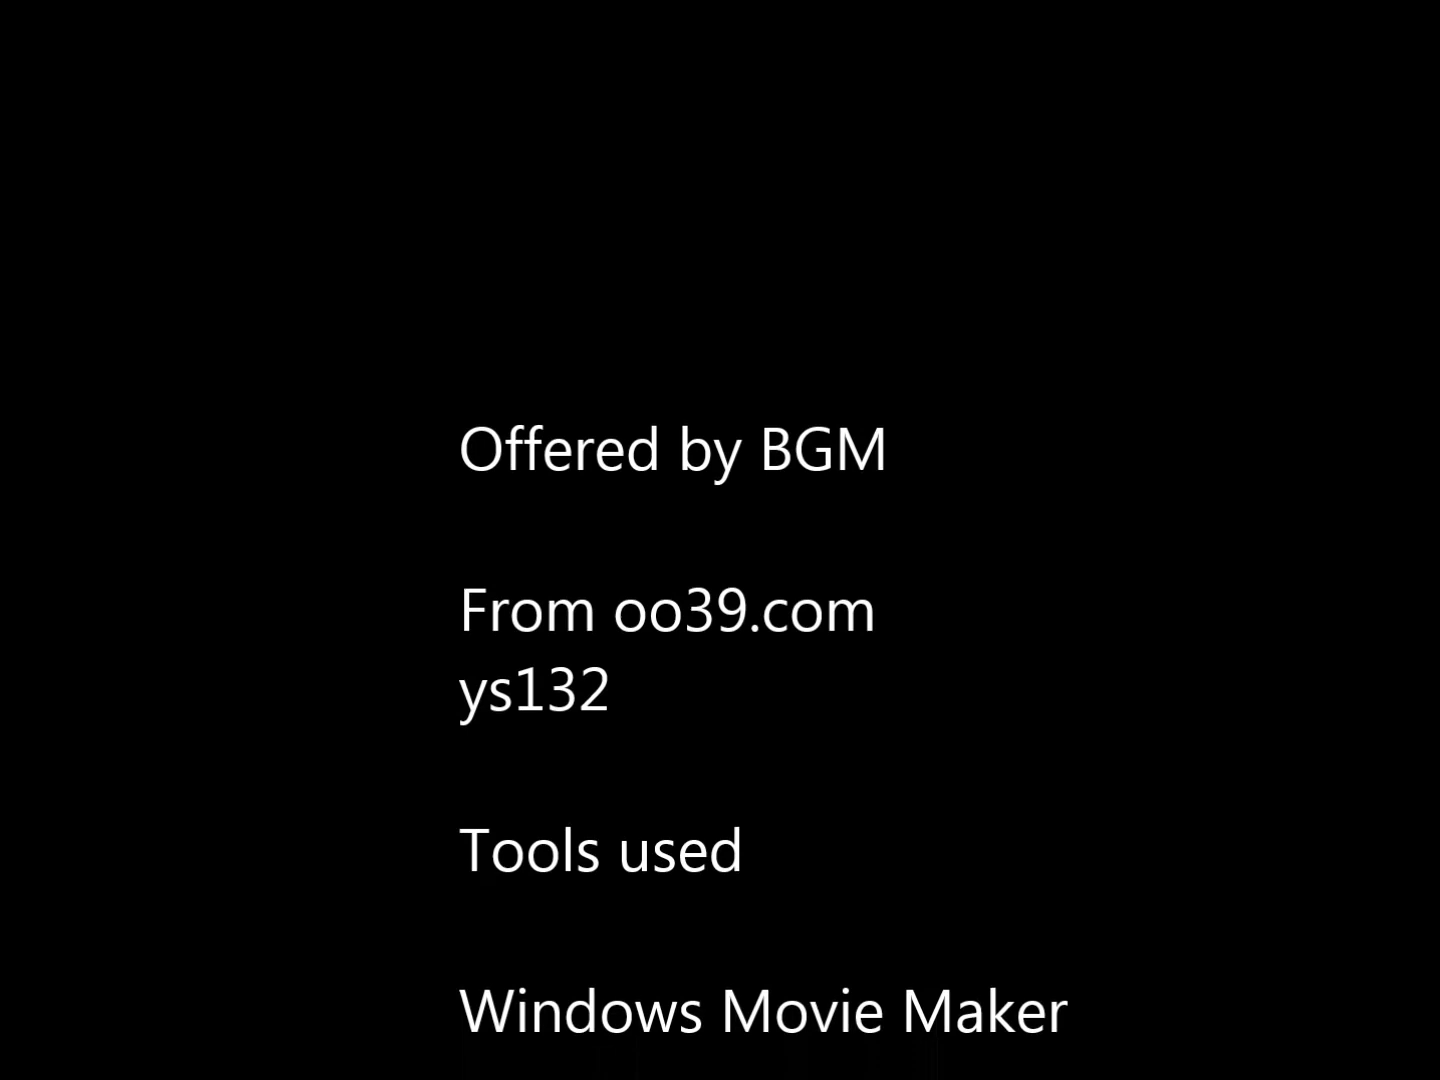 Offered by BGM
From oo39.com
ys132
Tools used
Windows Movie Maker